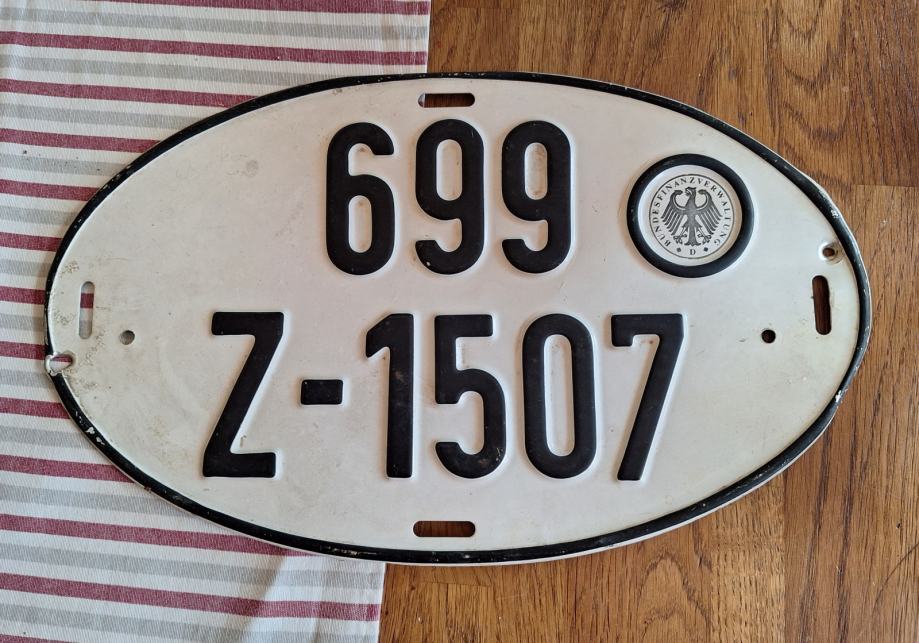 699
BUNDESFINANZVERWALTUNG
D
Z-1507